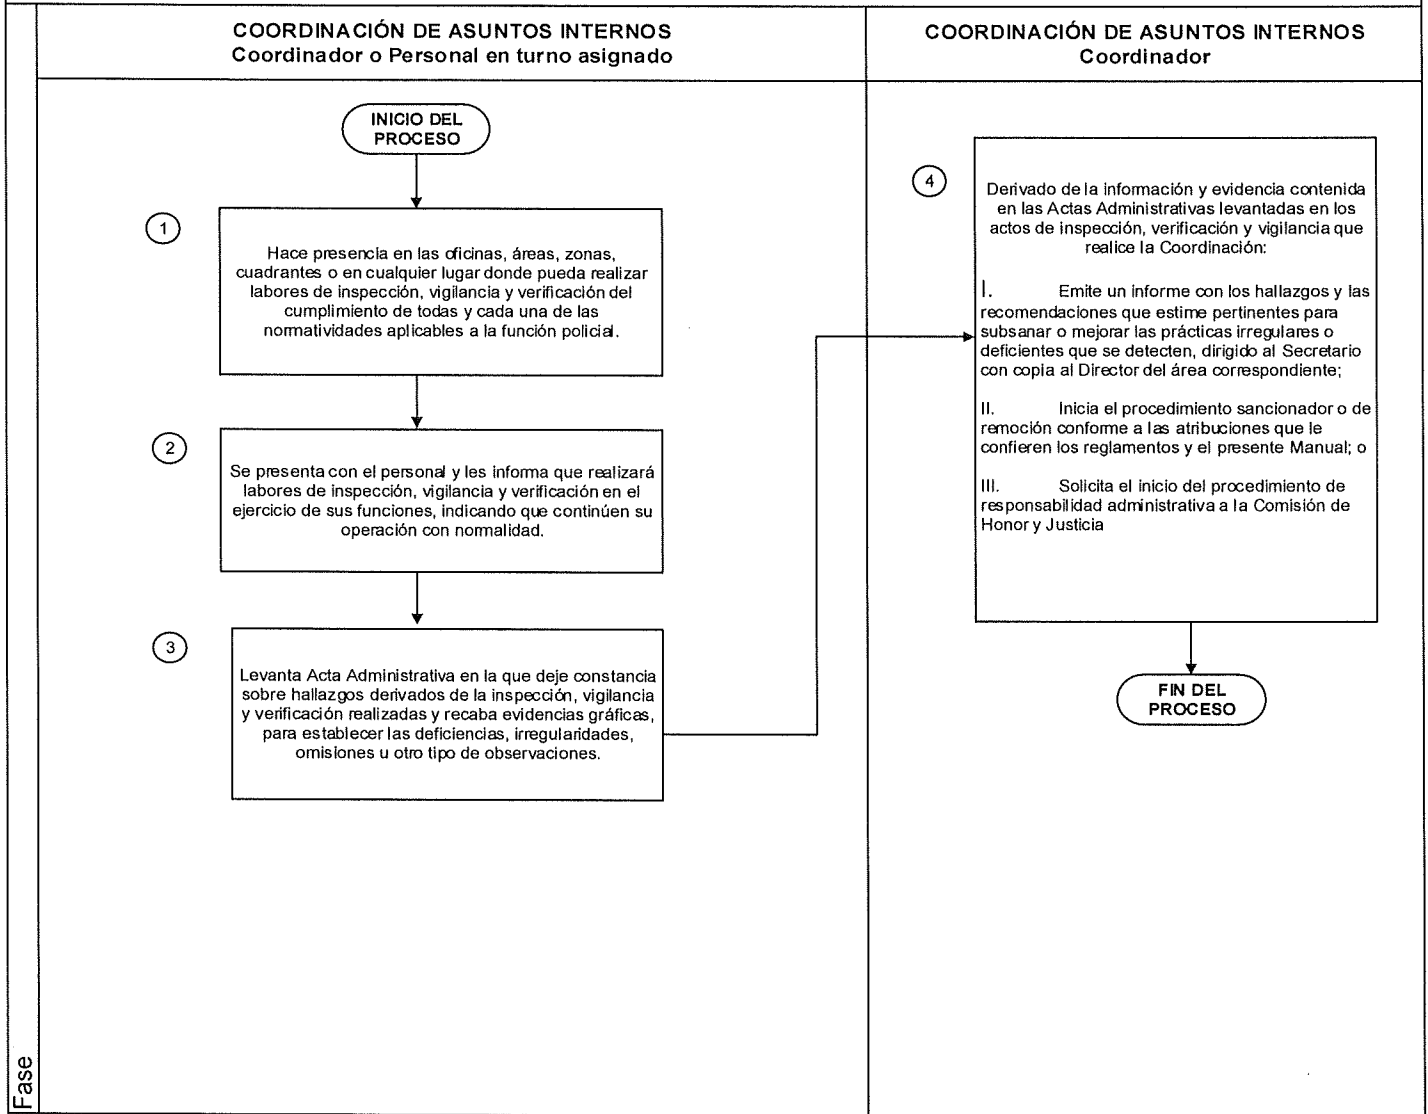 COORDINACIÓN DE ASUNTOS INTERNOS
Coordinador o Personal en turno asignado
COORDINACIÓN DE ASUNTOS INTERNOS
Coordinador
INICIO DEL
PROCESO
1
Hace presencia en las oficinas, áreas, zonas,
cuadrantes o en cualquier lugar donde pueda realizar
labores de inspección, vigilancia y verificación del
cumplimiento de todas y cada una de las
normatividades aplicables a la función policial.
2
Se presenta con el personal y les informa que realizará
labores de inspección, vigilancia y verificación en el
ejercicio de sus funciones, indicando que continúen su
operación con normalidad.
3
Levanta Acta Administrativa en la que deje constancia
sobre hallazgos derivados de la inspección, vigilancia
y verificación realizadas y recaba evidencias gráficas,
para establecer las deficiencias, irregularidades,
omisiones u otro tipo de observaciones.
4
Derivado de la información y evidencia contenida
en las Actas Administrativas levantadas en los
actos de inspección, verificación y vigilancia que
realice la Coordinación:
I. Emite un informe con los hallazgos y las
recomendaciones que estime pertinentes para
subsanar o mejorar las prácticas irregulares o
deficientes que se detecten, dirigido al Secretario
con copia al Director del área correspondiente;
II. Inicia el procedimiento sancionador o de
remoción conforme a las atribuciones que le
confieren los reglamentos y el presente Manual; o
III. Solicita el inicio del procedimiento de
responsabilidad administrativa a la Comisión de
Honor y Justicia
FIN DEL
PROCESO
Fase